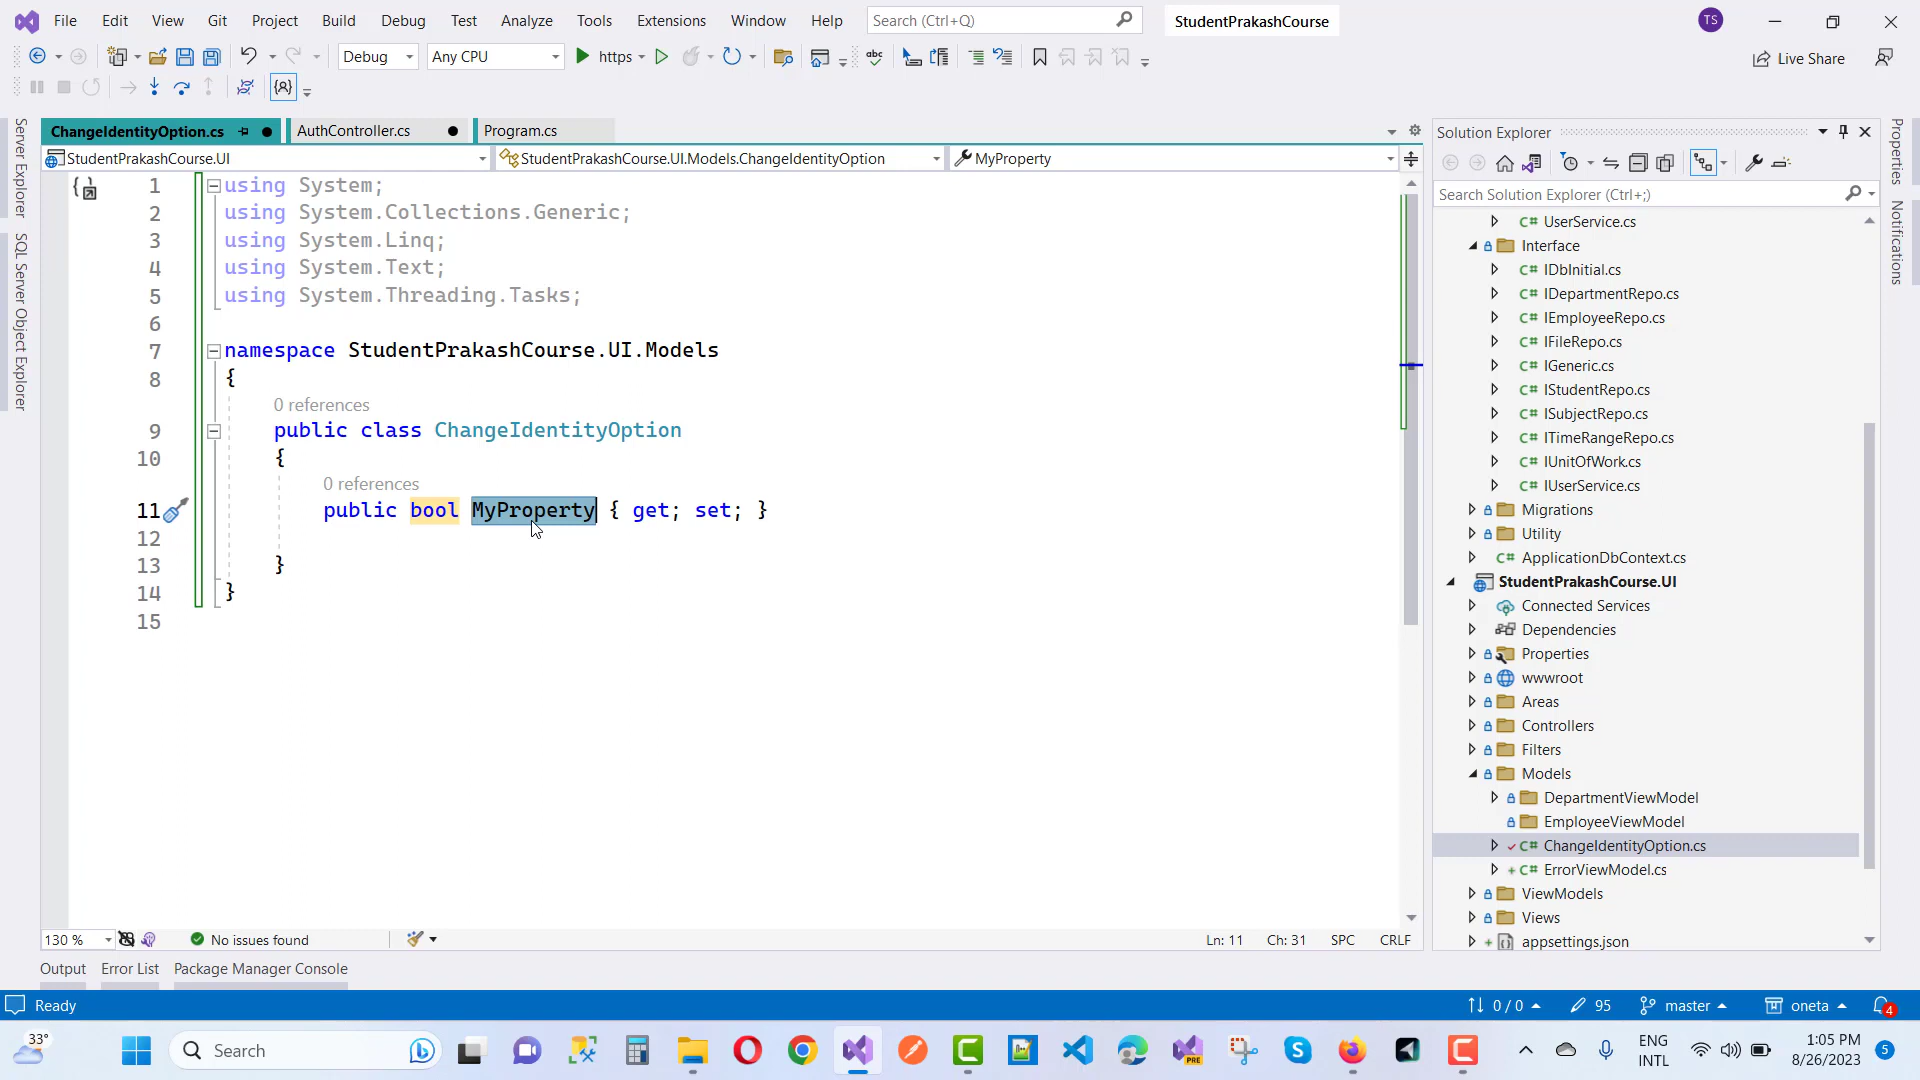 File Edit View Git Project Build Debug Test Analyze Tools Extensions Window Help Search (Ctrl+Q) StudentPrakashCourse TS
Debug Any CPU https Live Share
ChangeIdentityOption.cs AuthController.cs Program.cs
StudentPrakashCourse.UI StudentPrakashCourse.UI.Models.ChangeIdentityOption MyProperty
Server Explorer
SQL Server Object Explorer
1 using System;
2 using System.Collections.Generic;
3 using System.Linq;
4 using System.Text;
5 using System.Threading.Tasks;
6
7 namespace StudentPrakashCourse.UI.Models
8 {
0 references
9 public class ChangeIdentityOption
10 {
0 references
11 public bool MyProperty { get; set; }
12
13 }
14 }
15
130 % No issues found Ln: 11 Ch: 31 SPC CRLF
Solution Explorer
Search Solution Explorer (Ctrl+;)
C# UserService.cs
Interface
C# IDbInitial.cs
C# IDepartmentRepo.cs
C# IEmployeeRepo.cs
C# IFileRepo.cs
C# IGeneric.cs
C# IStudentRepo.cs
C# ISubjectRepo.cs
C# ITimeRangeRepo.cs
C# IUnitOfWork.cs
C# IUserService.cs
Migrations
Utility
C# ApplicationDbContext.cs
StudentPrakashCourse.UI
Connected Services
Dependencies
Properties
wwwroot
Areas
Controllers
Filters
Models
DepartmentViewModel
EmployeeViewModel
C# ChangeIdentityOption.cs
C# ErrorViewModel.cs
ViewModels
Views
appsettings.json
Properties
Notifications
Output Error List Package Manager Console
Ready 0 / 0 95 master oneta 4
33° Search PRE ENG INTL 1:05 PM 8/26/2023 5